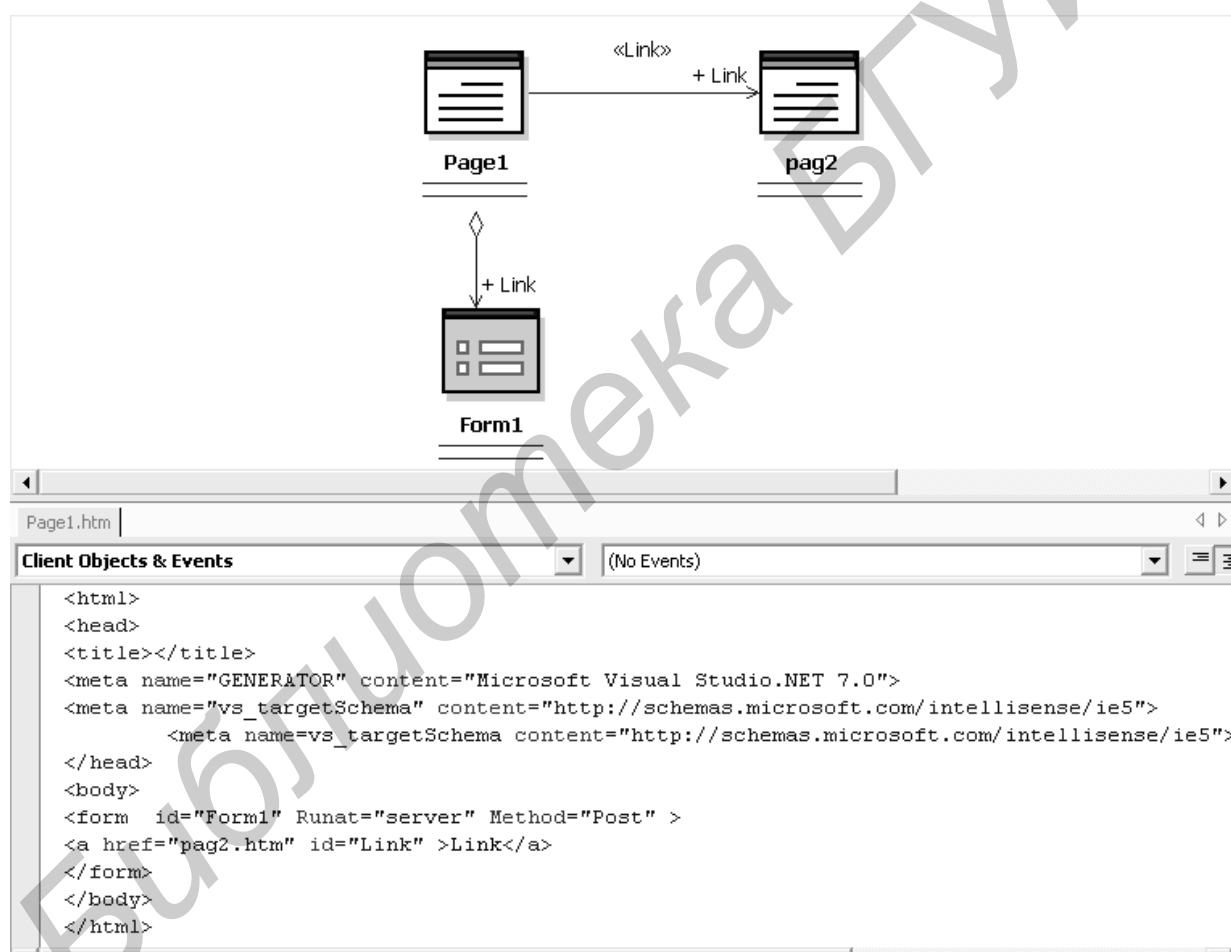 «Link»
+ Link
Page1
pag2
+ Link
Form1
Page1.htm
Client Objects & Events
(No Events)
<html>
<head>
<title></title>
<meta name="GENERATOR" content="Microsoft Visual Studio.NET 7.0">
<meta name="vs_targetSchema" content="http://schemas.microsoft.com/intellisense/ie5">
<meta name=vs_targetSchema content="http://schemas.microsoft.com/intellisense/ie5">
</head>
<body>
<form  id="Form1" Runat="server" Method="Post" >
<a href="pag2.htm" id="Link" >Link</a>
</form>
</body>
</html>
Библиотека